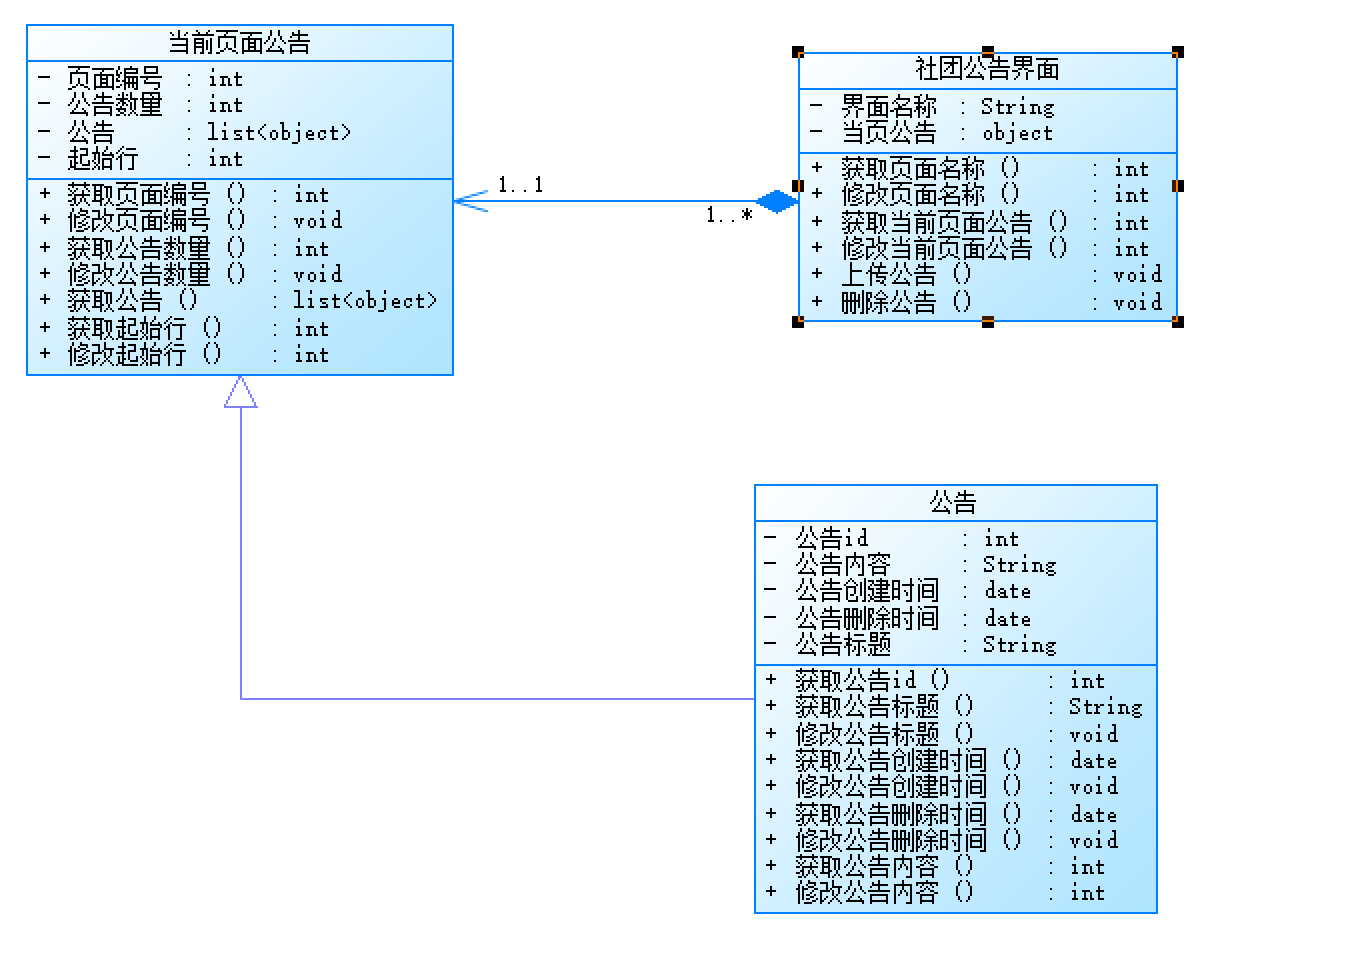 当前页面公告
- 页面编号 : int
- 公告数量 : int
- 公告 : list<object>
- 起始行 : int
+ 获取页面编号 () : int
+ 修改页面编号 () : void
+ 获取公告数量 () : int
+ 修改公告数量 () : void
+ 获取公告 () : list<object>
+ 获取起始行 () : int
+ 修改起始行 () : int
1..1
1..*
社团公告界面
- 界面名称 : String
- 当页公告 : object
+ 获取页面名称 () : int
+ 修改页面名称 () : int
+ 获取当前页面公告 () : int
+ 修改当前页面公告 () : int
+ 上传公告 () : void
+ 删除公告 () : void
公告
- 公告id : int
- 公告内容 : String
- 公告创建时间 : date
- 公告删除时间 : date
- 公告标题 : String
+ 获取公告id () : int
+ 获取公告标题 () : String
+ 修改公告标题 () : void
+ 获取公告创建时间 () : date
+ 修改公告创建时间 () : void
+ 获取公告删除时间 () : date
+ 修改公告删除时间 () : void
+ 获取公告内容 () : int
+ 修改公告内容 () : int